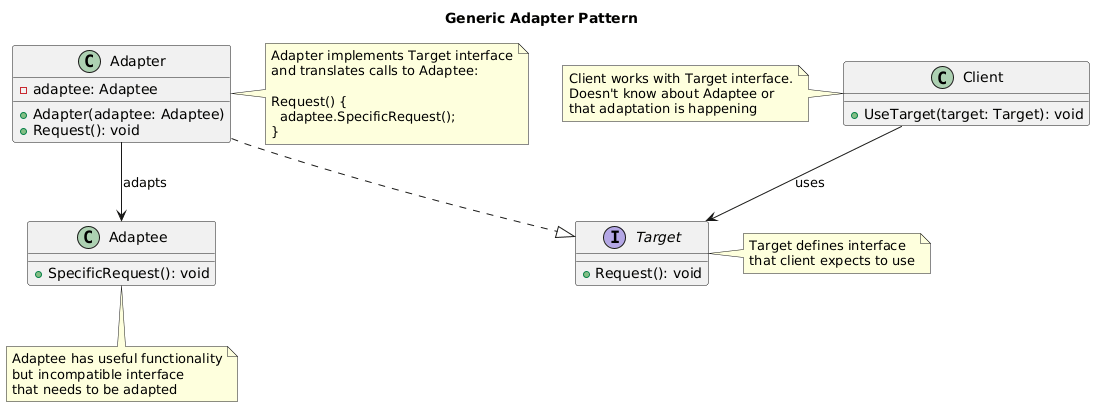 Generic Adapter Pattern
C Adapter
adaptee: Adaptee
Adapter(adaptee: Adaptee)
Request(): void
Adapter implements Target interface
and translates calls to Adaptee:
Request() {
  adaptee.SpecificRequest();
}
Client works with Target interface.
Doesn't know about Adaptee or
that adaptation is happening
C Client
UseTarget(target: Target): void
adapts
uses
C Adaptee
SpecificRequest(): void
I Target
Request(): void
Target defines interface
that client expects to use
Adaptee has useful functionality
but incompatible interface
that needs to be adapted